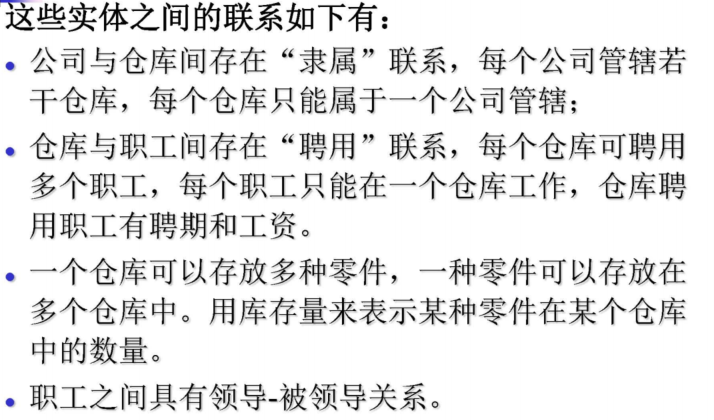 这些实体之间的联系如下有：
公司与仓库间存在“隶属”联系，每个公司管辖若
干仓库，每个仓库只能属于一个公司管辖；
仓库与职工间存在“聘用”联系，每个仓库可聘用
多个职工，每个职工只能在一个仓库工作，仓库聘
用职工有聘期和工资。
一个仓库可以存放多种零件，一种零件可以存放在
多个仓库中。用库存量来表示某种零件在某个仓库
中的数量。
职工之间具有领导-被领导关系。